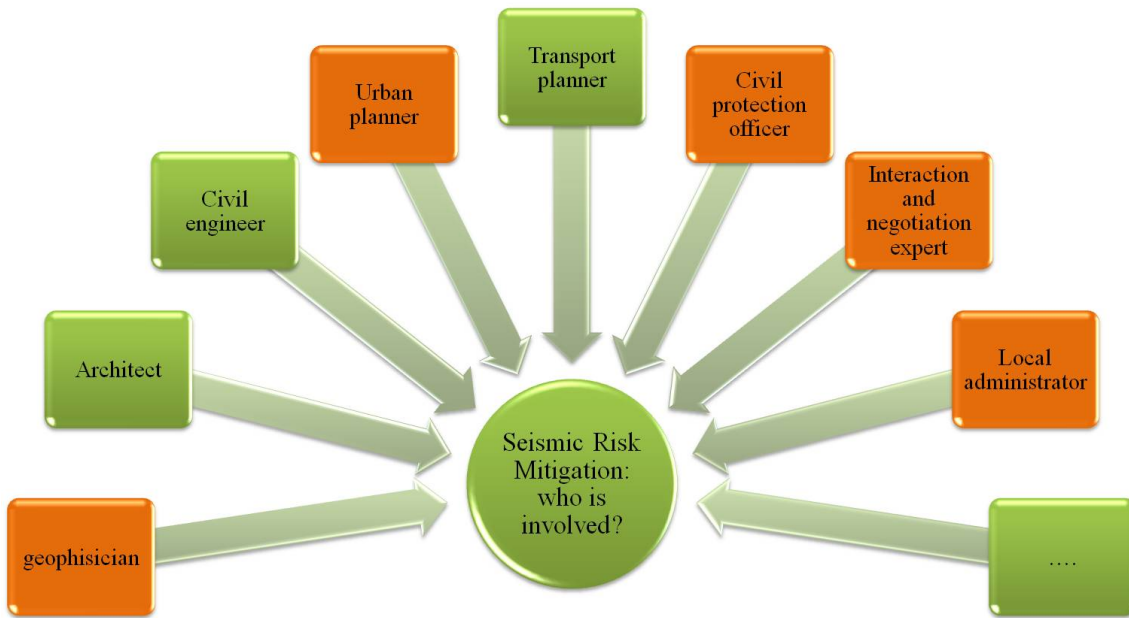 geophisician
Architect
Civil
engineer
Urban
planner
Transport
planner
Civil
protection
officer
Interaction
and
negotiation
expert
Local
administrator
....
Seismic Risk
Mitigation:
who is
involved?